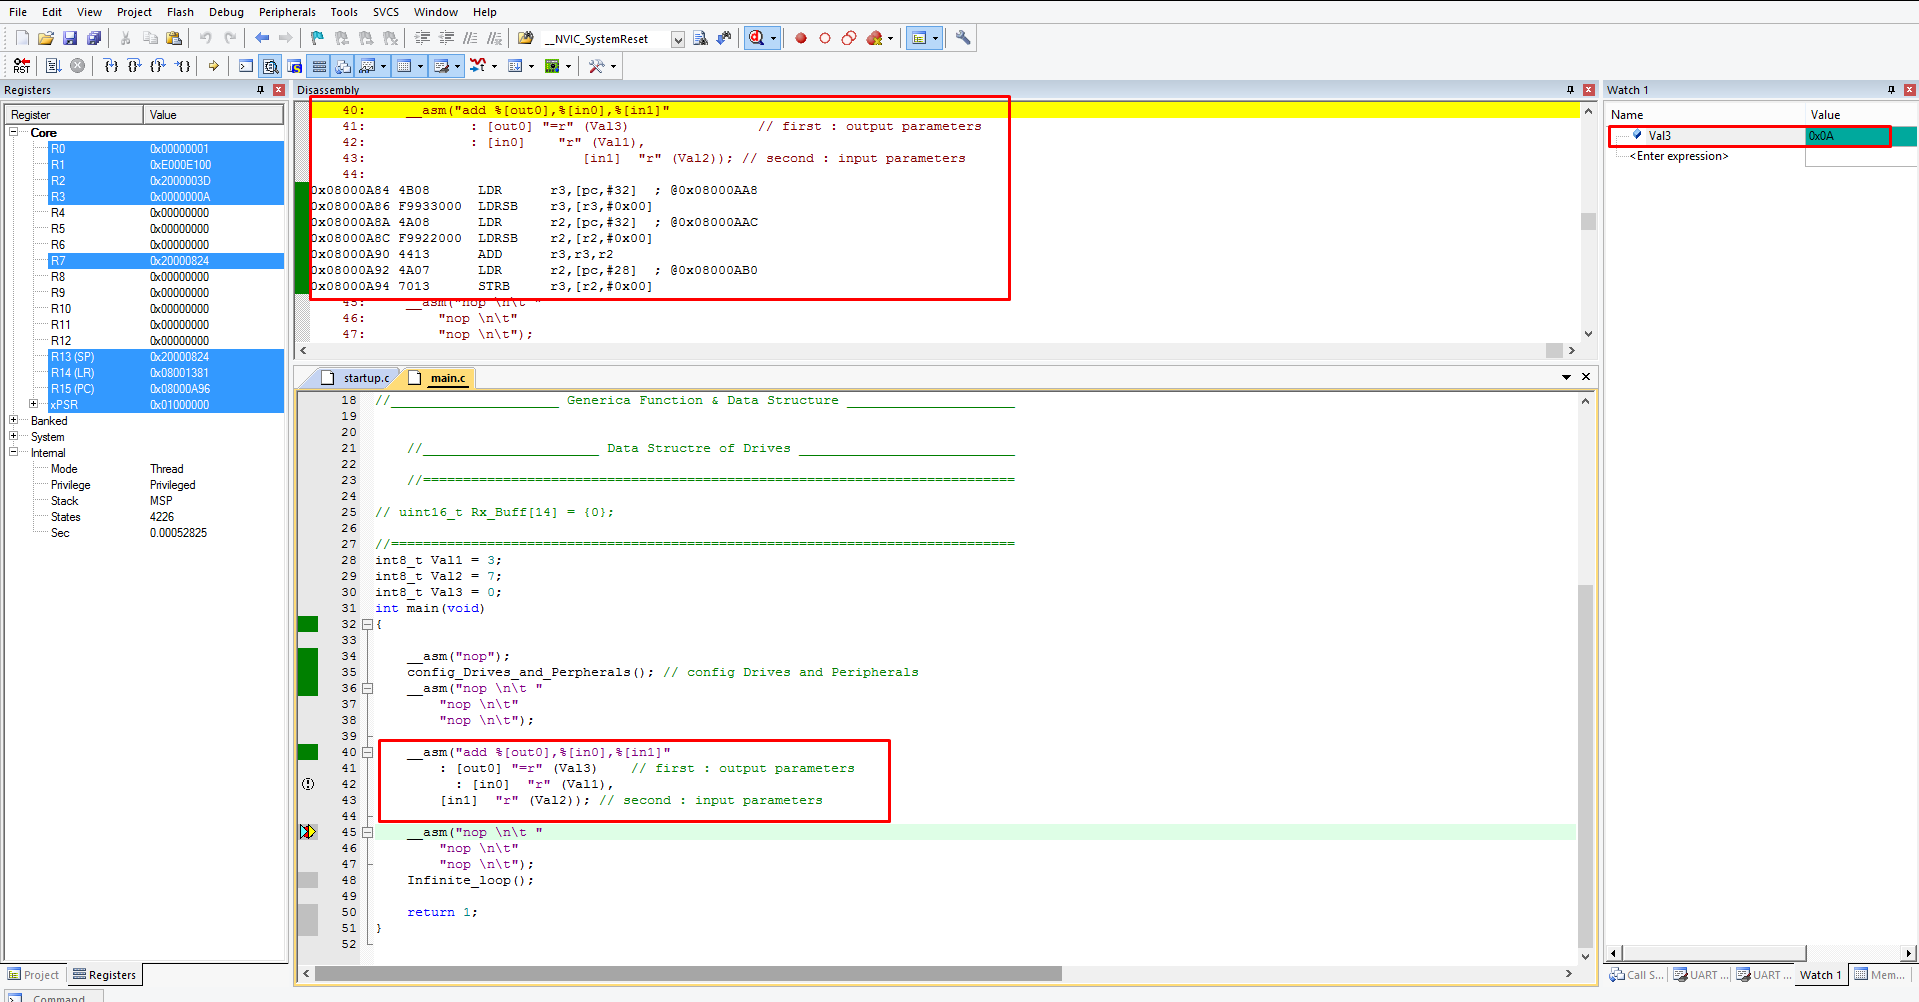 File Edit View Project Flash Debug Peripherals Tools SVCS Window Help
__NVIC_SystemReset
RST
Registers
Register Value
Core
R0 0x00000001
R1 0xE000E100
R2 0x2000003D
R3 0x0000000A
R4 0x00000000
R5 0x00000000
R6 0x00000000
R7 0x20000824
R8 0x00000000
R9 0x00000000
R10 0x00000000
R11 0x00000000
R12 0x00000000
R13 (SP) 0x20000824
R14 (LR) 0x08001381
R15 (PC) 0x08000A96
xPSR 0x01000000
Banked
System
Internal
Mode Thread
Privilege Privileged
Stack MSP
States 4226
Sec 0.00052825
Project Registers
Command
Disassembly
40: __asm("add %[out0],%[in0],%[in1]"
41: : [out0] "=r" (Val3) // first : output parameters
42: : [in0] "r" (Val1),
43: [in1] "r" (Val2)); // second : input parameters
44:
0x08000A84 4B08 LDR r3,[pc,#32] ; @0x08000AA8
0x08000A86 F9933000 LDRSB r3,[r3,#0x00]
0x08000A8A 4A08 LDR r2,[pc,#32] ; @0x08000AAC
0x08000A8C F9922000 LDRSB r2,[r2,#0x00]
0x08000A90 4413 ADD r3,r3,r2
0x08000A92 4A07 LDR r2,[pc,#28] ; @0x08000AB0
0x08000A94 7013 STRB r3,[r2,#0x00]
45: __asm("nop \n\t "
46: "nop \n\t"
47: "nop \n\t");
startup.c main.c
18 //_____________________ Generica Function & Data Structure _____________________
19
20
21 //______________________ Data Structre of Drives ___________________________
22
23 //==========================================================================
24
25 // uint16_t Rx_Buff[14] = {0};
26
27 //==============================================================================
28 int8_t Val1 = 3;
29 int8_t Val2 = 7;
30 int8_t Val3 = 0;
31 int main(void)
32 {
33
34 __asm("nop");
35 config_Drives_and_Perpherals(); // config Drives and Peripherals
36 __asm("nop \n\t "
37 "nop \n\t"
38 "nop \n\t");
39
40 __asm("add %[out0],%[in0],%[in1]"
41 : [out0] "=r" (Val3) // first : output parameters
42 : [in0] "r" (Val1),
43 [in1] "r" (Val2)); // second : input parameters
44
45 __asm("nop \n\t "
46 "nop \n\t"
47 "nop \n\t");
48 Infinite_loop();
49
50 return 1;
51 }
52
Watch 1
Name Value
Val3 0x0A
<Enter expression>
Call S... UART ... UART ... Watch 1 Mem...